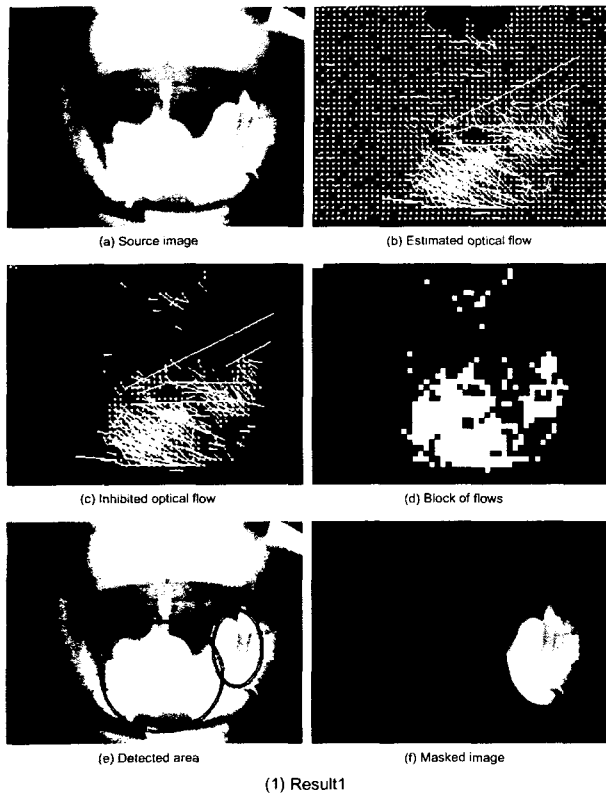 (a) Source image
(b) Estimated optical flow
(c) Inhibited optical flow
(d) Block of flows
(e) Detected area
(f) Masked image
(1) Result1